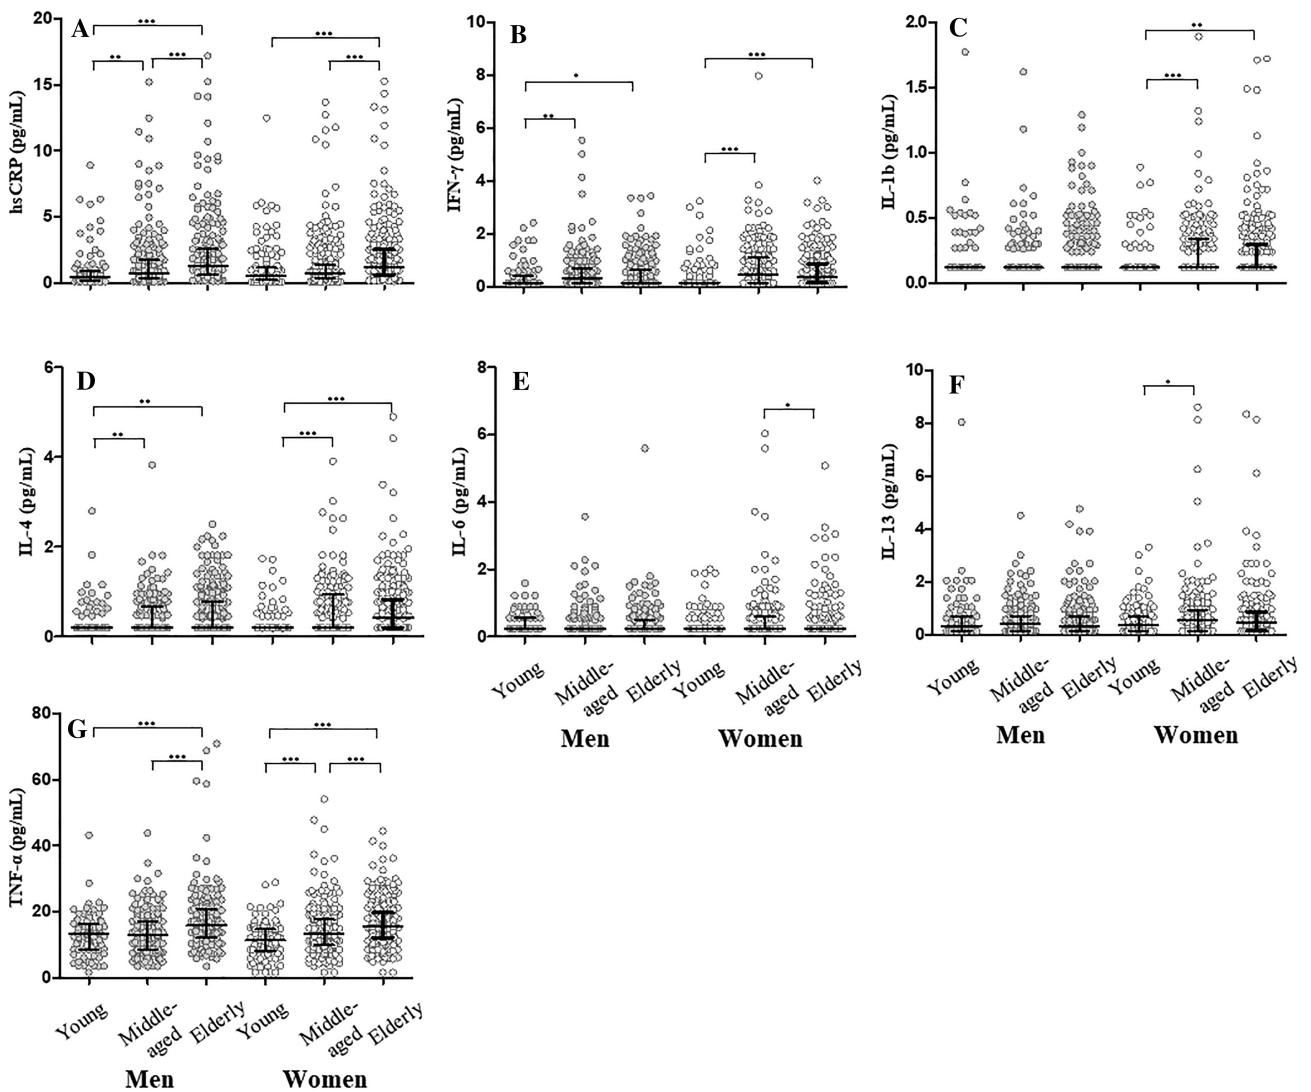 A
hsCRP (pg/mL)
20
15
10
5
0
***
**
***
***
***
B
IFN-γ (pg/mL)
10
8
6
4
2
0
*
**
***
***
C
IL-1b (pg/mL)
2.0
1.5
1.0
0.5
0.0
**
***
D
IL-4 (pg/mL)
6
4
2
0
**
**
***
***
E
IL-6 (pg/mL)
8
6
4
2
0
*
Young
Middle-
aged
Elderly
Young
Middle-
aged
Elderly
Men
Women
F
IL-13 (pg/mL)
10
8
6
4
2
0
*
Young
Middle-
aged
Elderly
Young
Middle-
aged
Elderly
Men
Women
G
TNF-α (pg/mL)
80
60
40
20
0
***
***
***
***
***
Young
Middle-
aged
Elderly
Young
Middle-
aged
Elderly
Men
Women